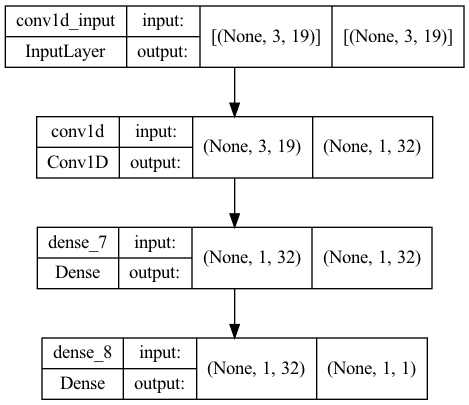 conv1d_input input: [(None, 3, 19)] [(None, 3, 19)]
InputLayer output:
conv1d input: (None, 3, 19) (None, 1, 32)
Conv1D output:
dense_7 input: (None, 1, 32) (None, 1, 32)
Dense output:
dense_8 input: (None, 1, 32) (None, 1, 1)
Dense output: